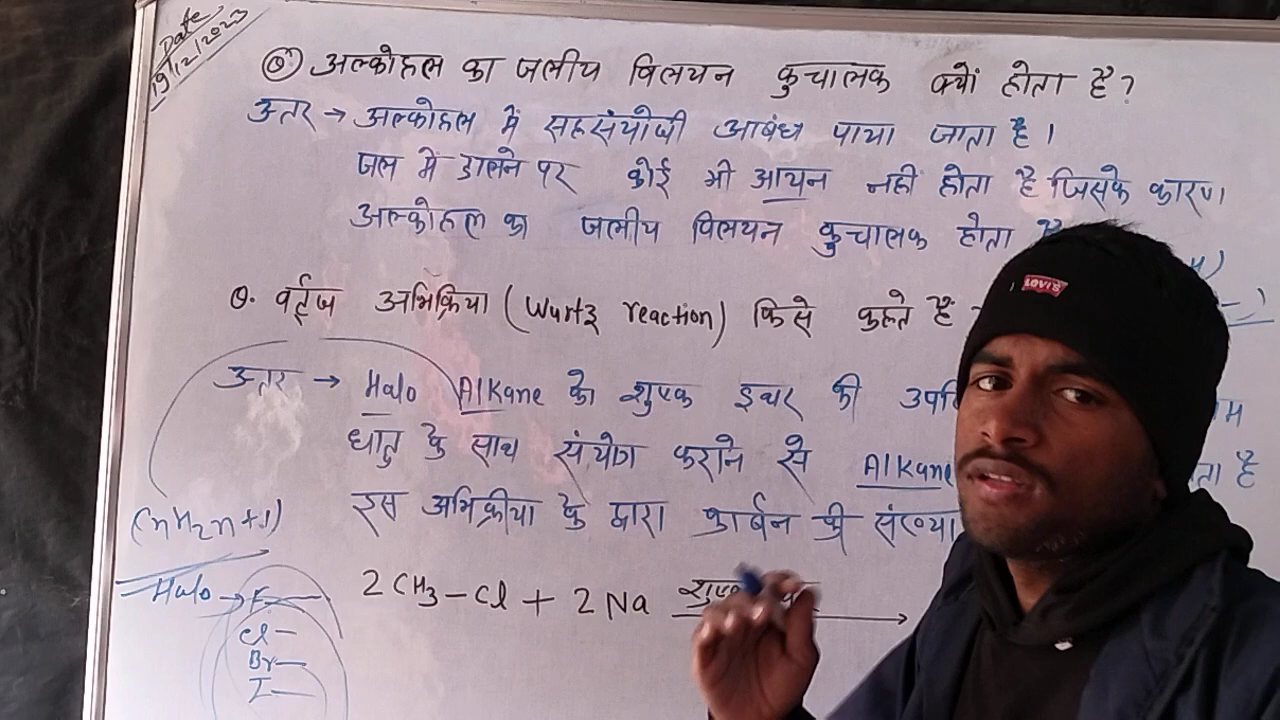 Date
19/12/2023
Q. अल्कोहल का जलीय विलयन कुचालक क्यों होता है?
उत्तर → अल्कोहल में सहसंयोजी आबंध पाया जाता है।
जल में डालने पर कोई भी आयन नहीं होता है जिसके कारण
अल्कोहल का जलीय विलयन कुचालक होता
Q. वर्ट्ज अभिक्रिया (Wurtz reaction) किसे कहते हैं
उत्तर → Halo Alkane को शुष्क इथर की
धातु के साथ संयोग कराने से Alkane
इस अभिक्रीया के द्वारा कार्बन की संख्या
(nH2n+1)
2CH3-Cl + 2Na
Halo → F-
Cl-
Br-
I-
LOVI'S